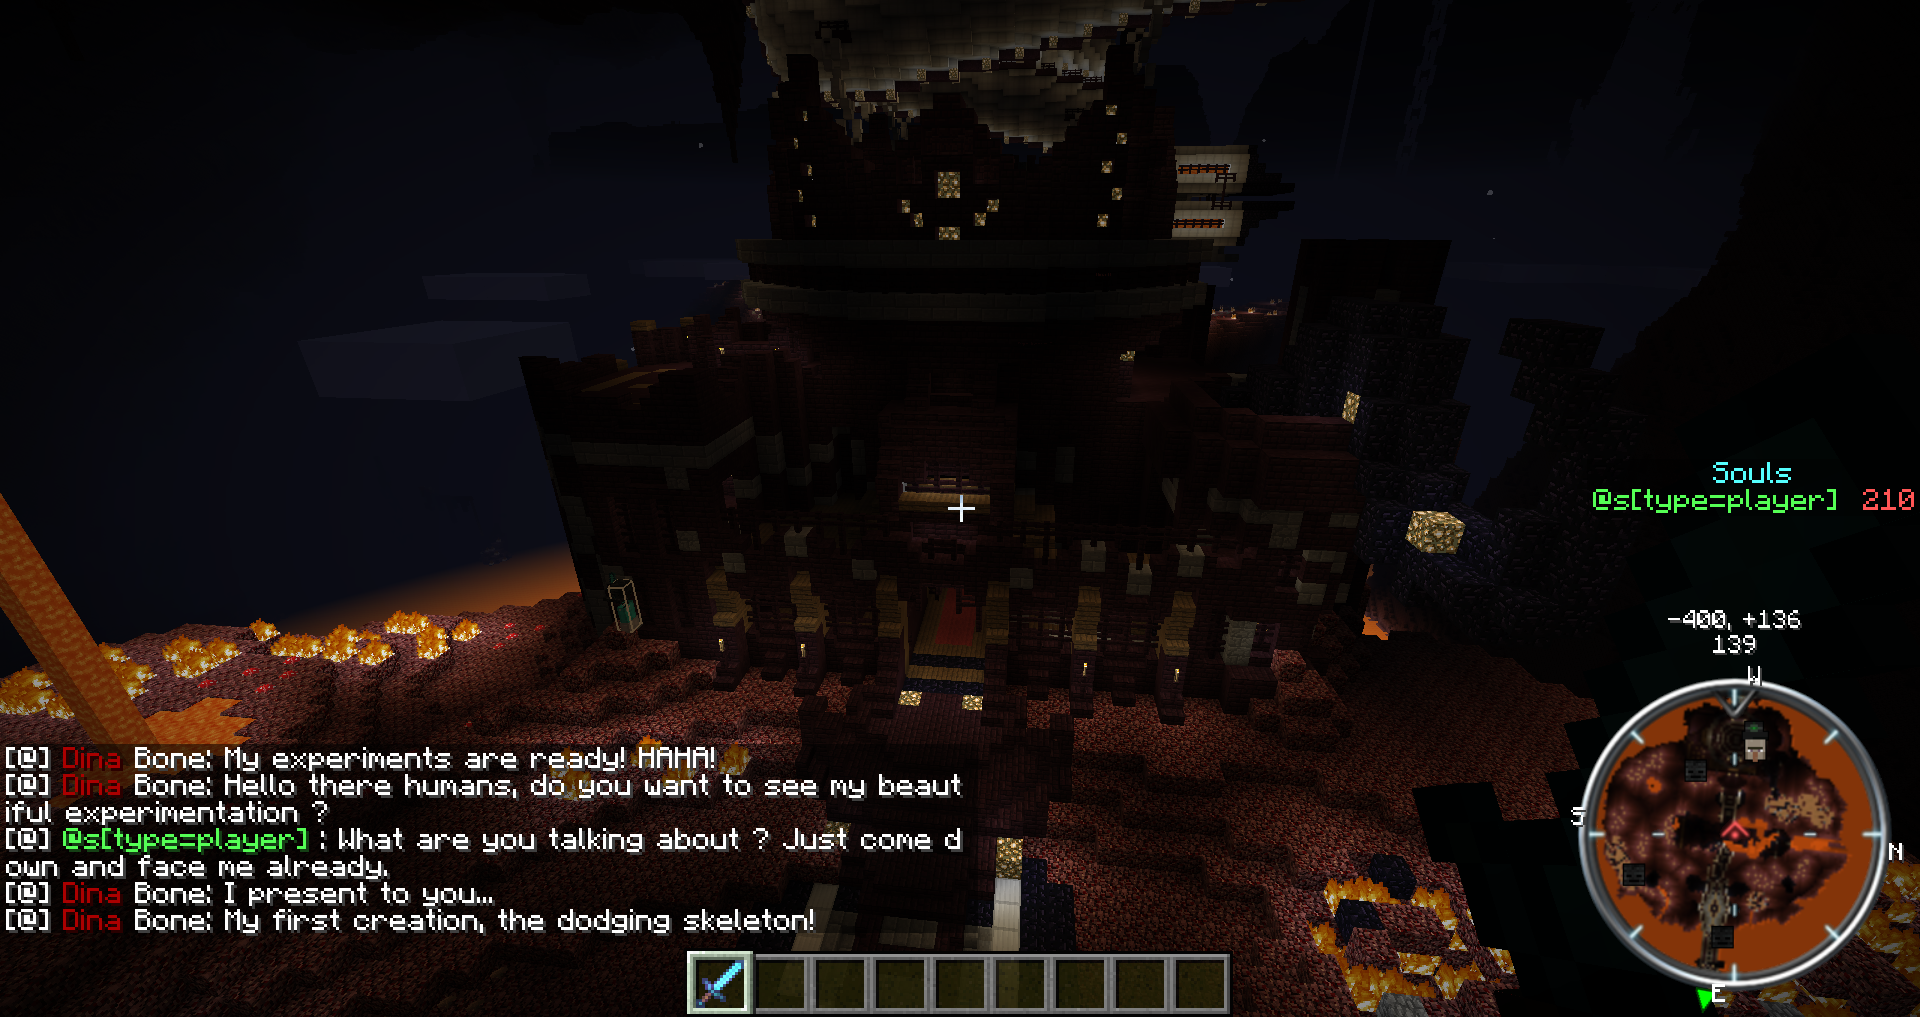 Souls
@s[type=player] 210
-400, +136
139
W
S
N
E
[@] Dina Bone: My experiments are ready! HAHA!
[@] Dina Bone: Hello there humans, do you want to see my beaut
iful experimentation ?
[@] @s[type=player] : What are you talking about ? Just come d
own and face me already.
[@] Dina Bone: I present to you...
[@] Dina Bone: My first creation, the dodging skeleton!